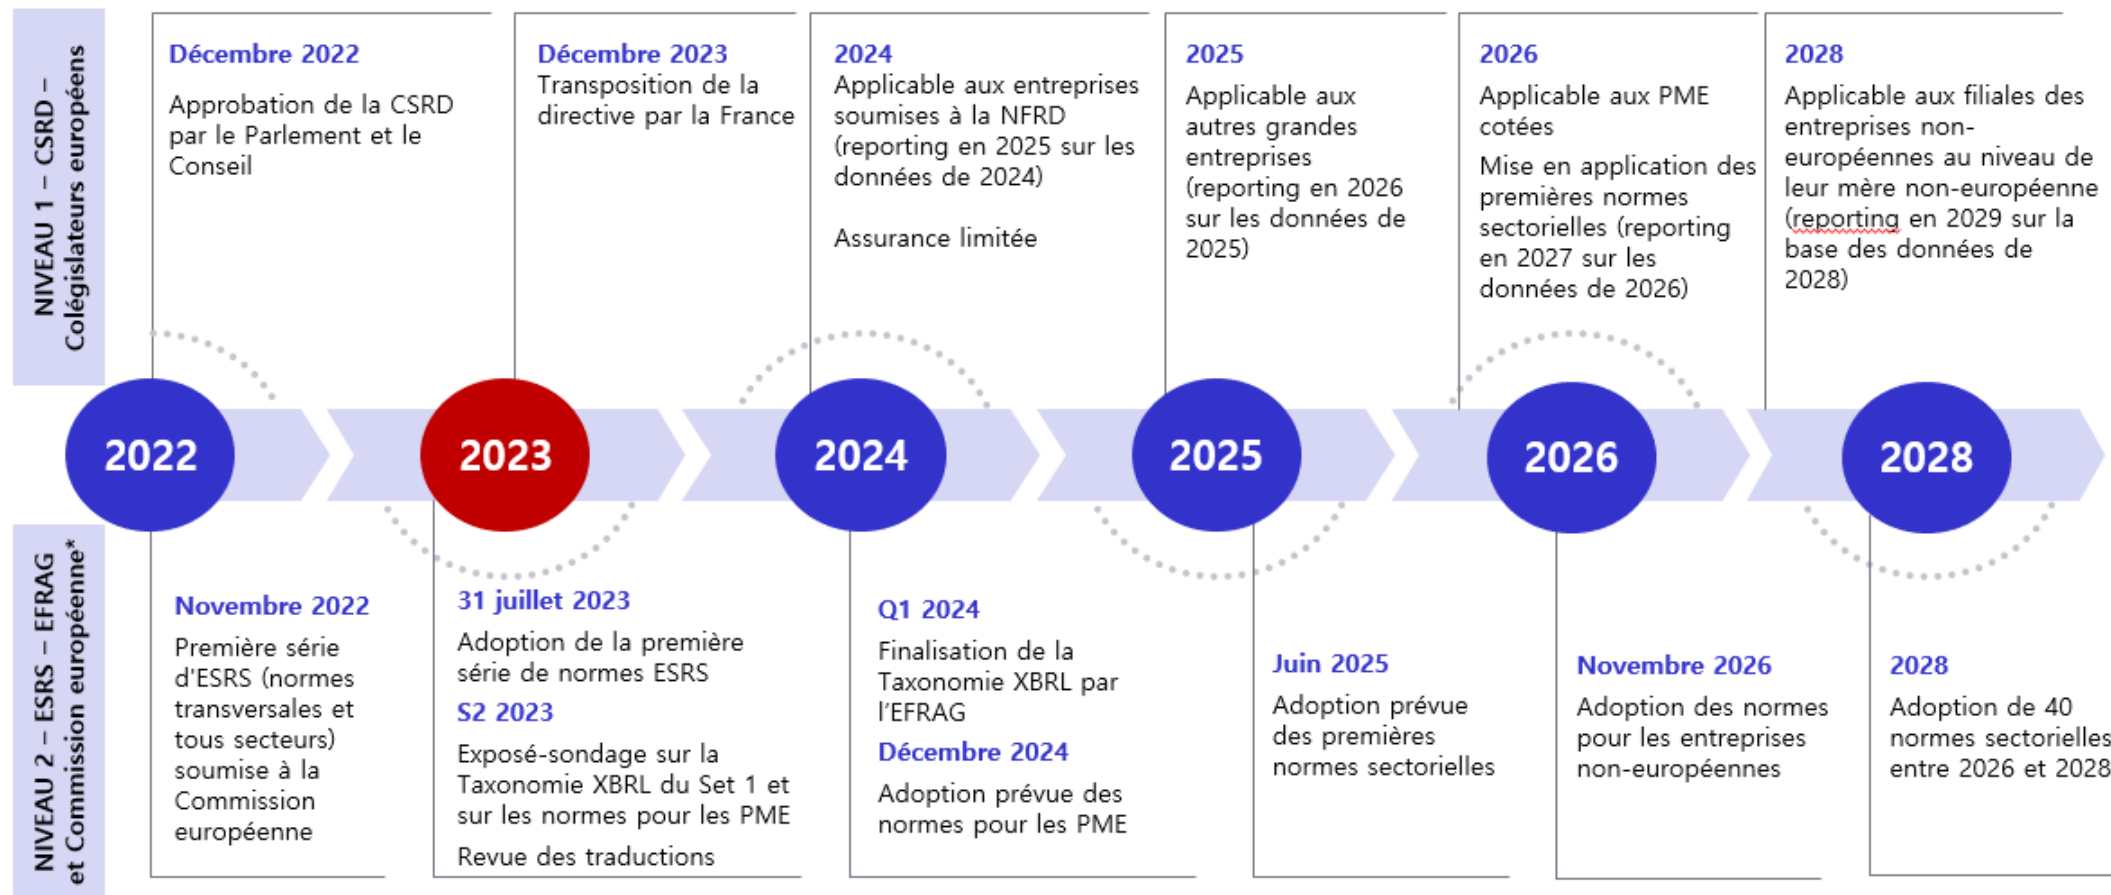 NIVEAU 1 – CSRD –
Colégislateurs européens
Décembre 2022
Approbation de la CSRD
par le Parlement et le
Conseil
Décembre 2023
Transposition de la
directive par la France
2024
Applicable aux entreprises
soumises à la NFRD
(reporting en 2025 sur les
données de 2024)
Assurance limitée
2025
Applicable aux
autres grandes
entreprises
(reporting en 2026
sur les données de
2025)
2026
Applicable aux PME
cotées
Mise en application des
premières normes
sectorielles (reporting
en 2027 sur les
données de 2026)
2028
Applicable aux filiales des
entreprises non-
européennes au niveau de
leur mère non-européenne
(reporting en 2029 sur la
base des données de
2028)
2022
2023
2024
2025
2026
2028
NIVEAU 2 – ESRS – EFRAG
et Commission européenne*
Novembre 2022
Première série
d'ESRS (normes
transversales et
tous secteurs)
soumise à la
Commission
européenne
31 juillet 2023
Adoption de la première
série de normes ESRS
S2 2023
Exposé-sondage sur la
Taxonomie XBRL du Set 1 et
sur les normes pour les PME
Revue des traductions
Q1 2024
Finalisation de la
Taxonomie XBRL par
l’EFRAG
Décembre 2024
Adoption prévue des
normes pour les PME
Juin 2025
Adoption prévue
des premières
normes sectorielles
Novembre 2026
Adoption des normes
pour les entreprises
non-européennes
2028
Adoption de 40
normes sectorielles
entre 2026 et 2028